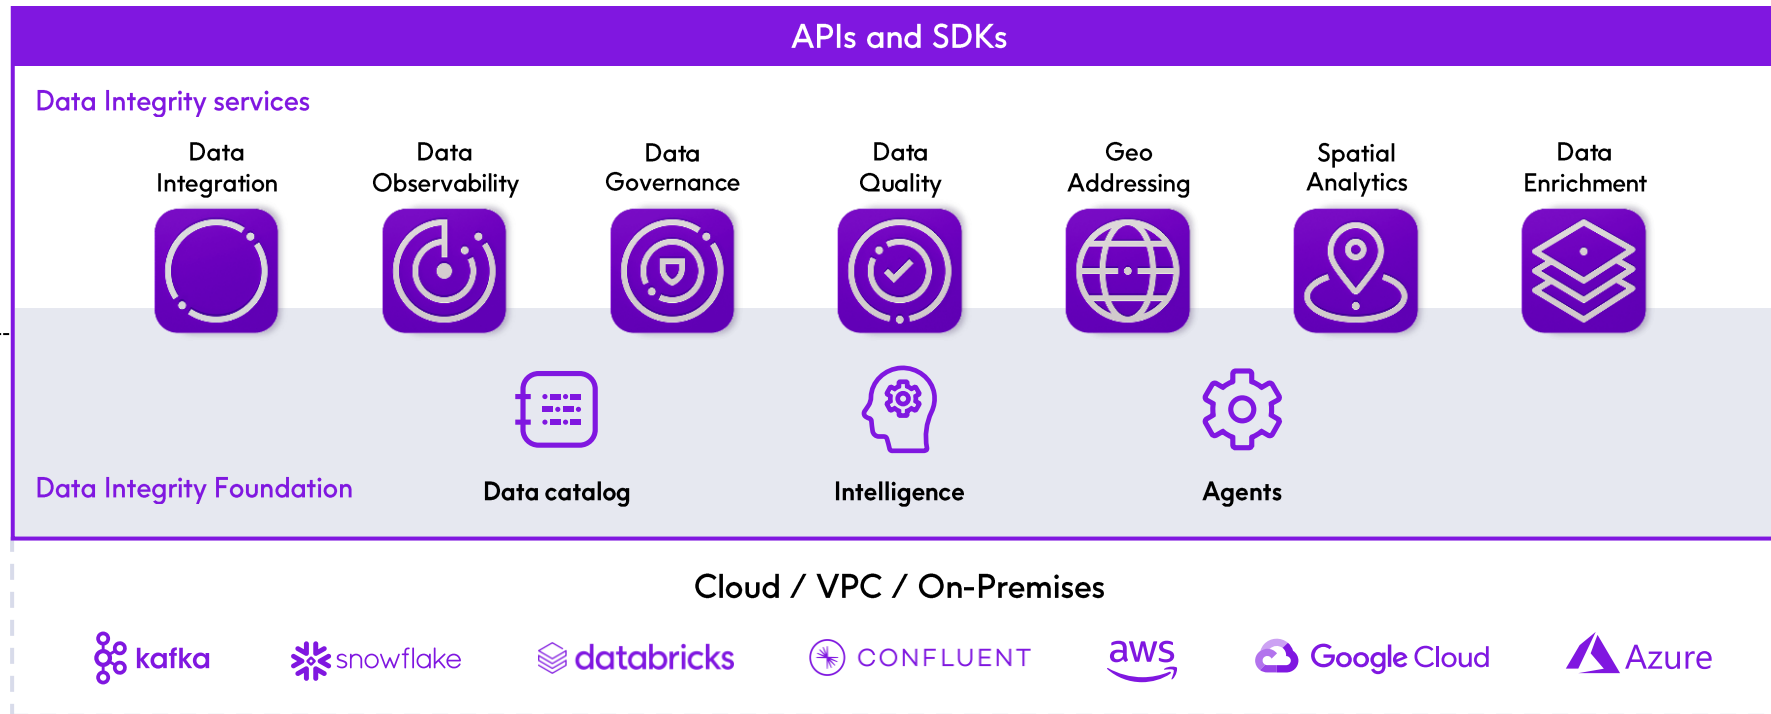 APIs and SDKs
Data Integrity services
Data Integration
Data Observability
Data Governance
Data Quality
Geo Addressing
Spatial Analytics
Data Enrichment
Data Integrity Foundation
Data catalog
Intelligence
Agents
Cloud / VPC / On-Premises
kafka
snowflake
databricks
CONFLUENT
aws
Google Cloud
Azure